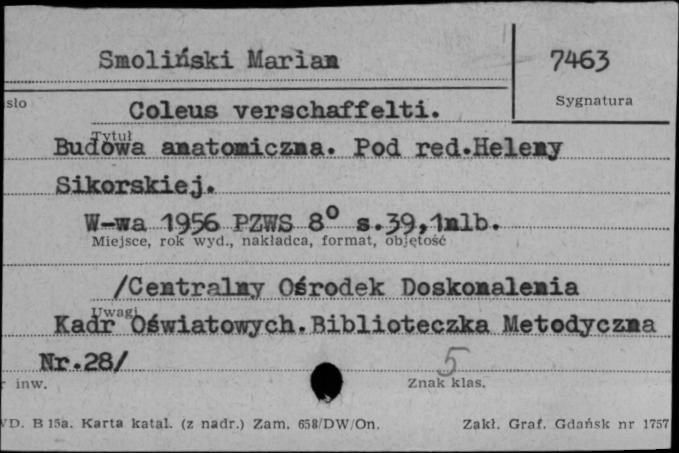 Smoliński Marian
7463
Sygnatura
sło
Coleus verschaffelti.
Tytuł
Budowa anatomiczna. Pod red.Heleny
Sikorskiej.
W-wa 1956 PZWS 8° s.39,1nlb.
Miejsce, rok wyd., nakładca, format, objętość
/Centralny Ośrodek Doskonalenia
Uwagi
Kadr Oświatowych.Biblioteczka Metodyczna
Nr.28/
5
r inw.
Znak klas.
WD. B 15a. Karta katal. (z nadr.) Zam. 658/DW/On.
Zakł. Graf. Gdańsk nr 1757